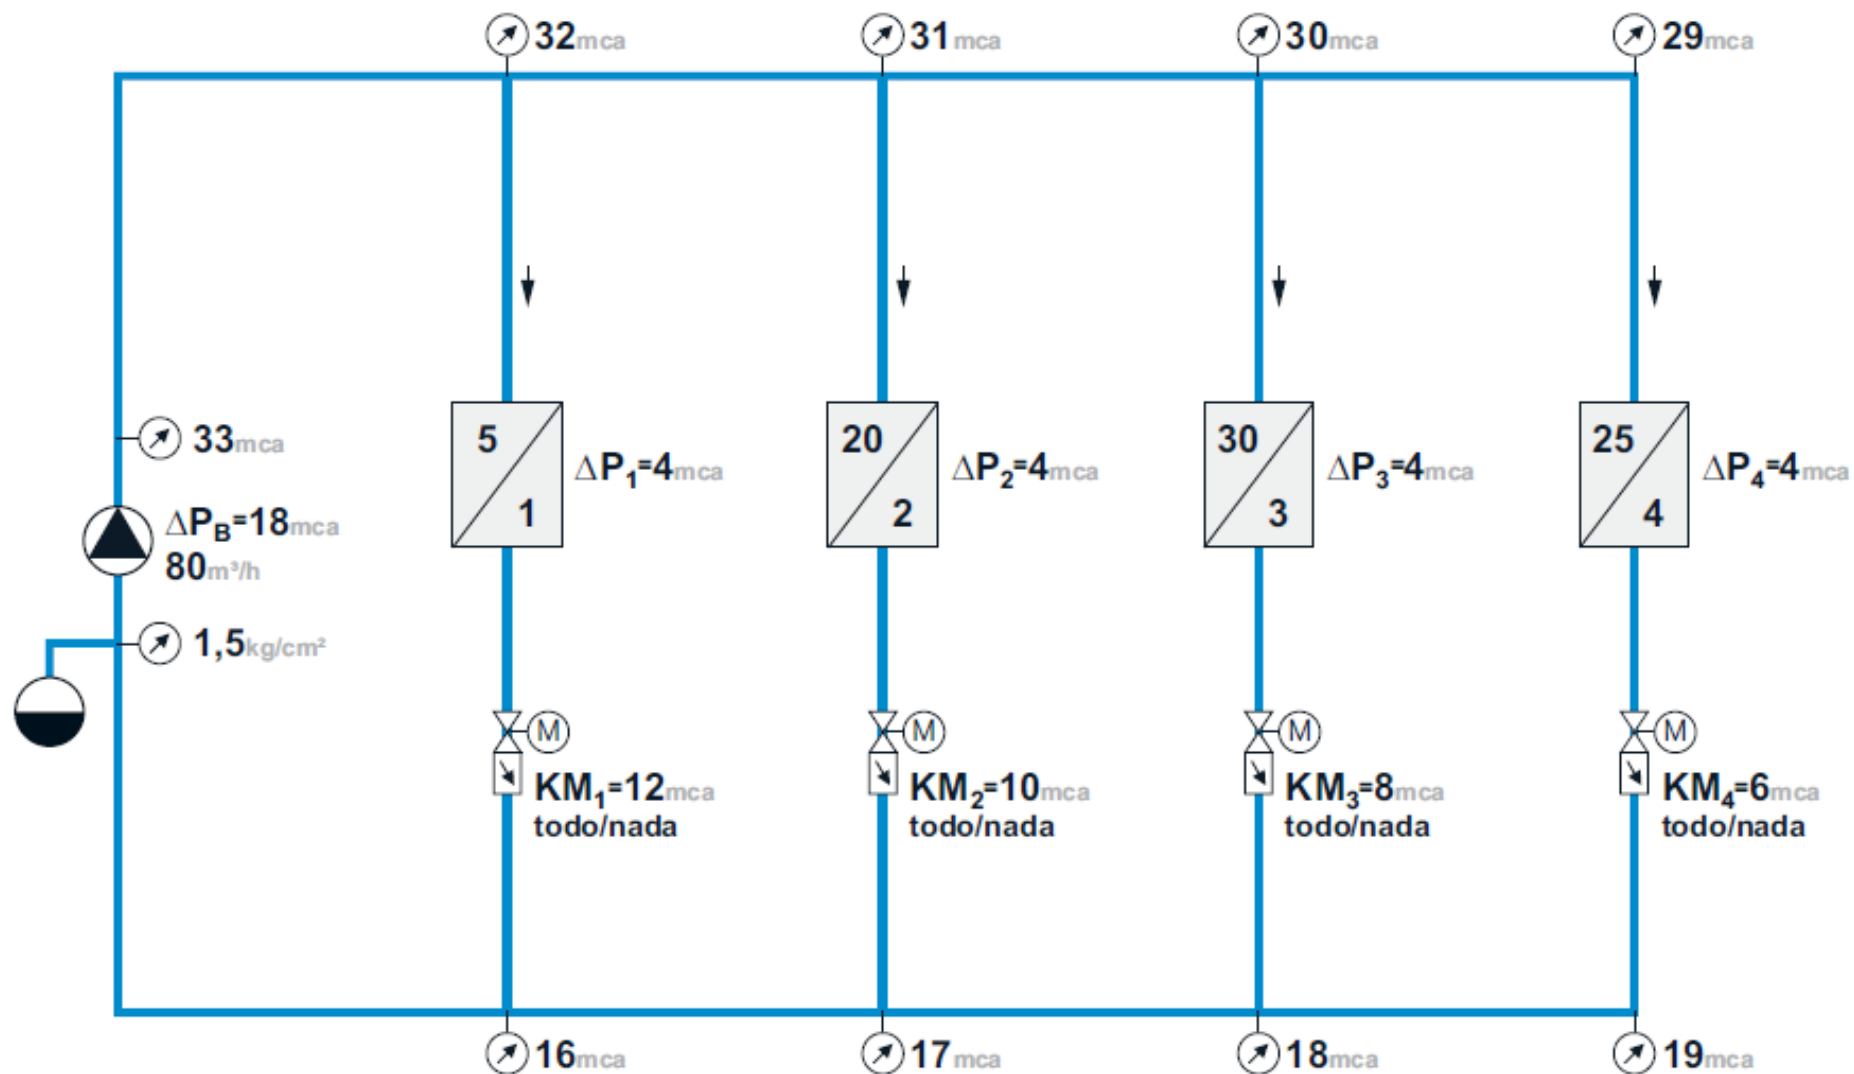 32mca
31mca
30mca
29mca
33mca
ΔP_B=18mca
80m³/h
1,5kg/cm²
5
1
ΔP₁=4mca
20
2
ΔP₂=4mca
30
3
ΔP₃=4mca
25
4
ΔP₄=4mca
M
KM₁=12mca
todo/nada
M
KM₂=10mca
todo/nada
M
KM₃=8mca
todo/nada
M
KM₄=6mca
todo/nada
16mca
17mca
18mca
19mca